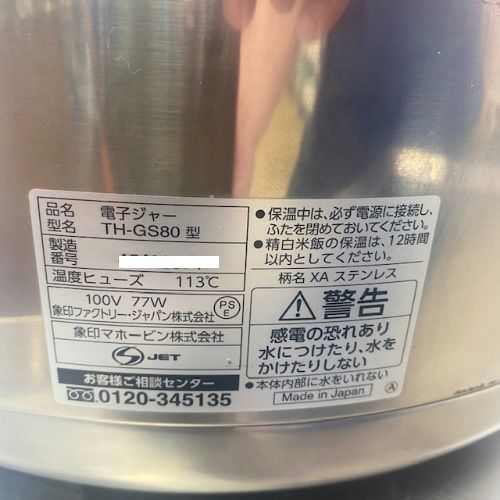 品名 電子ジャー
型名 TH-GS80 型
製造
番号
温度ヒューズ 113℃
100V 77W
象印ファクトリー・ジャパン株式会社
PS
E
象印マホービン株式会社
S JET
お客様ご相談センター
0120-345135
●保温中は、必ず電源に接続し、
ふたを閉めておいてください。
●精白米飯の保温は、12時間
以内としてください。
柄名 XA ステンレス
警告
感電の恐れあり
水につけたり、水を
かけたりしない
●本体内部に水をいれない
Made in Japan
A